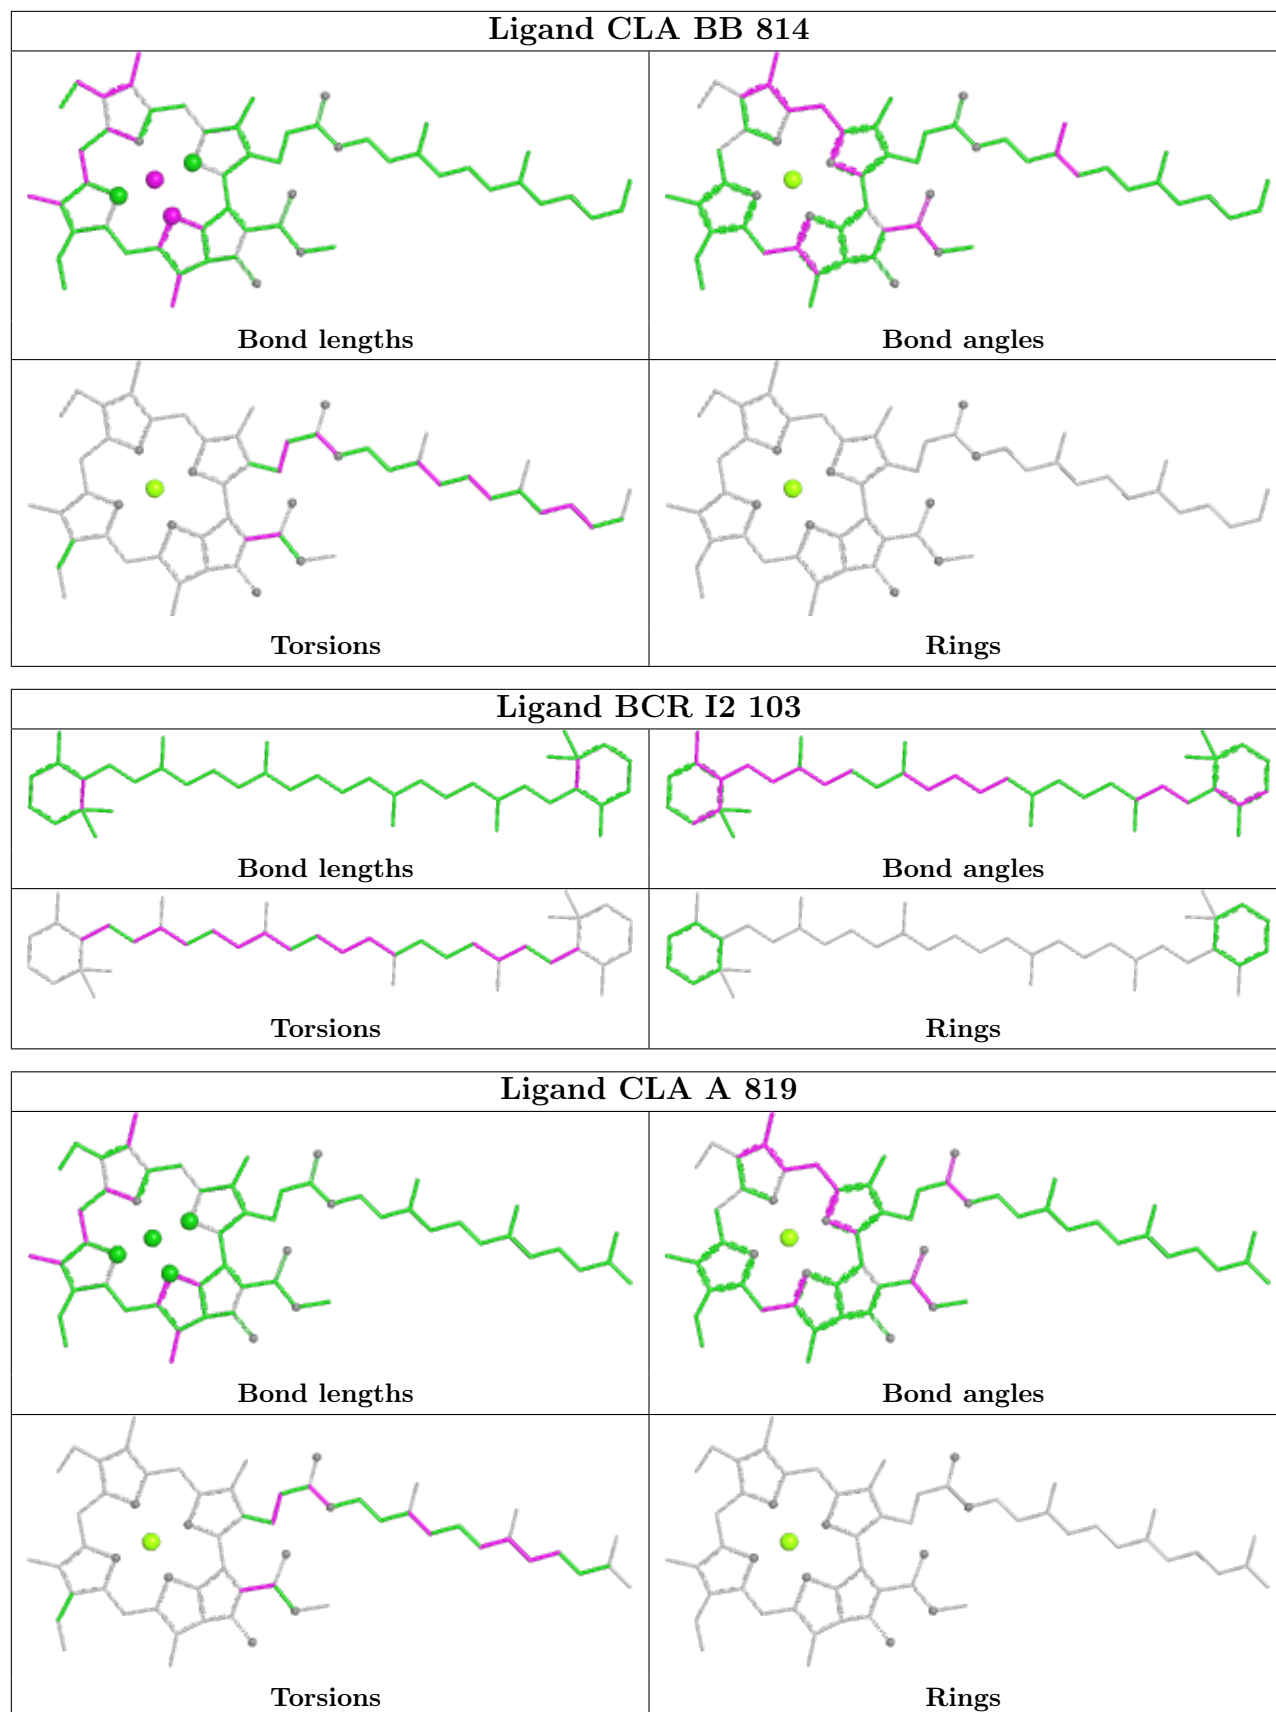 Ligand CLA BB 814
Bond lengths
Bond angles
Torsions
Rings
Ligand BCR I2 103
Bond lengths
Bond angles
Torsions
Rings
Ligand CLA A 819
Bond lengths
Bond angles
Torsions
Rings